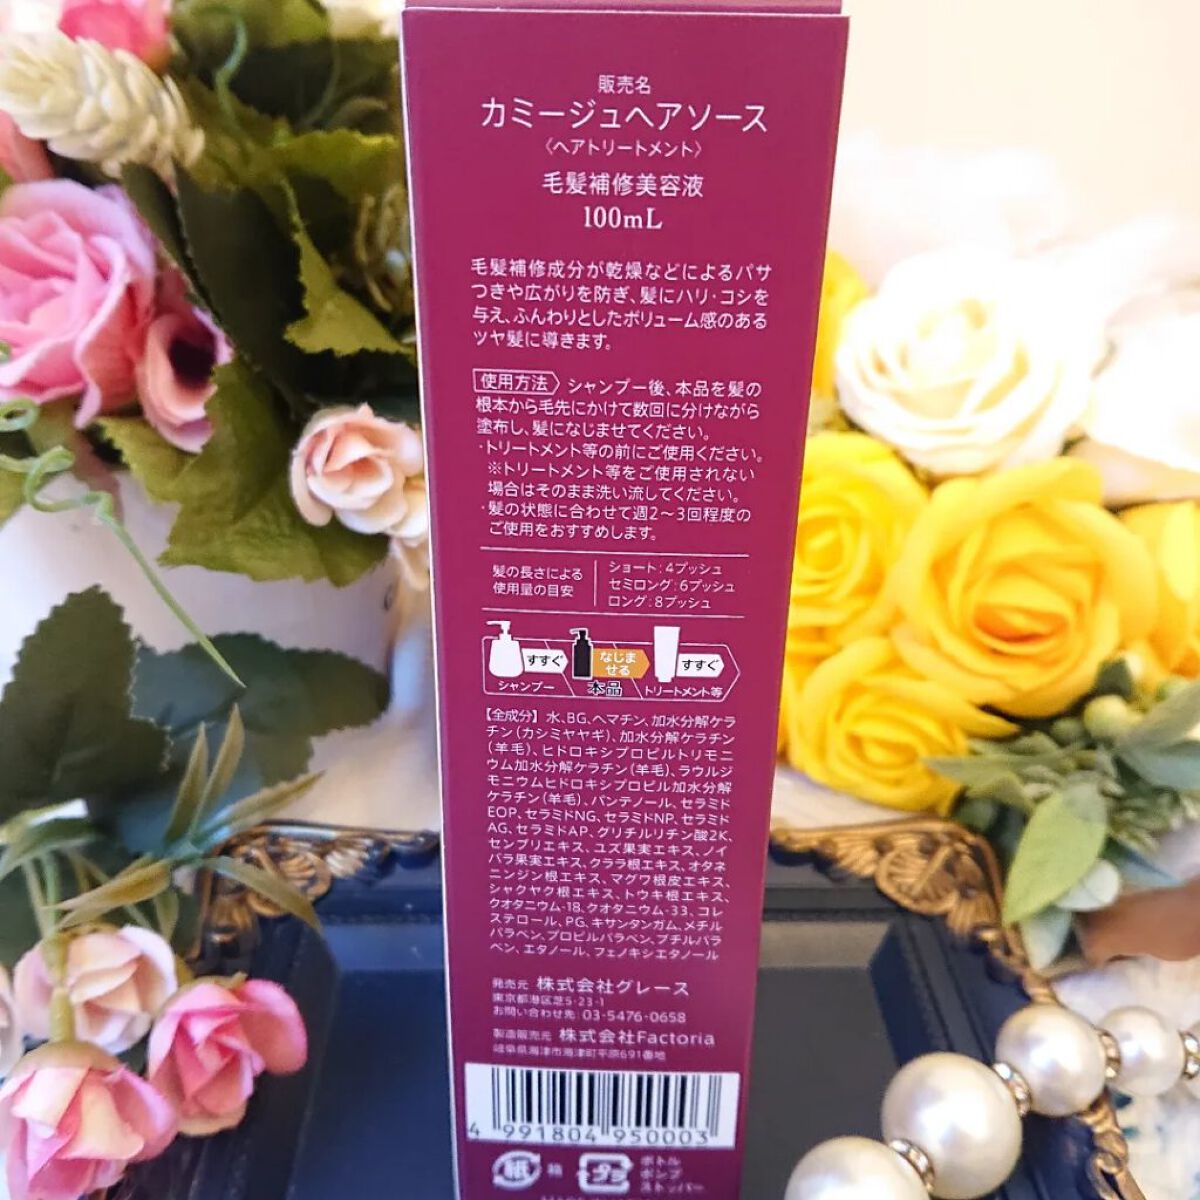 販売名
カミージュヘアソース
〈ヘアトリートメント〉
毛髪補修美容液
100mL
毛髪補修成分が乾燥などによるパサ
つきや広がりを防ぎ、髪にハリ・コシを
与え、ふんわりとしたボリューム感のある
ツヤ髪に導きます。
使用方法 シャンプー後、本品を髪の
根本から毛先にかけて数回に分けながら
塗布し、髪になじませてください。
・トリートメント等の前にご使用ください。
※トリートメント等をご使用されない
場合はそのまま洗い流してください。
・髪の状態に合わせて週2〜3回程度の
ご使用をおすすめします。
髪の長さによる
使用量の目安
ショート:4プッシュ
セミロング:6プッシュ
ロング:8プッシュ
すすぐ
なじま
せる
すすぐ
シャンプー
本品
トリートメント等
【全成分】水、BG、ヘマチン、加水分解ケラ
チン(カシミヤヤギ)、加水分解ケラチン
(羊毛)、ヒドロキシプロピルトリモニ
ウム加水分解ケラチン(羊毛)、ラウルジ
モニウムヒドロキシプロピル加水分解
ケラチン(羊毛)、パンテノール、セラミド
EOP、セラミドNG、セラミドNP、セラミド
AG、セラミドAP、グリチルリチン酸2K、
センブリエキス、ユズ果実エキス、ノイ
バラ果実エキス、クララ根エキス、オタネ
ニンジン根エキス、マグワ根皮エキス、
シャクヤク根エキス、トウキ根エキス、
クオタニウム-18、クオタニウム-33、コレ
ステロール、PG、キサンタンガム、メチル
パラベン、プロピルパラベン、ブチルパラ
ベン、エタノール、フェノキシエタノール
発売元 株式会社グレース
東京都港区芝5-23-1
お問い合わせ先:03-5476-0658
製造販売元 株式会社Factoria
岐阜県海津市海津町平原691番地
4 991804 950003
紙 箱 プラ
ボトル
ポンプ
ストッパー